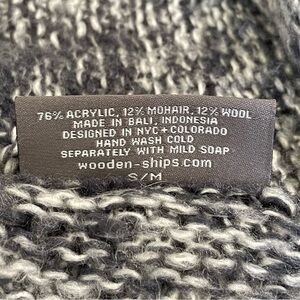 76% ACRYLIC, 12% MOHAIR, 12% WOOL
MADE IN BALI, INDONESIA
DESIGNED IN NYC + COLORADO
HAND WASH COLD
SEPARATELY WITH MILD SOAP
wooden-ships.com
S/M